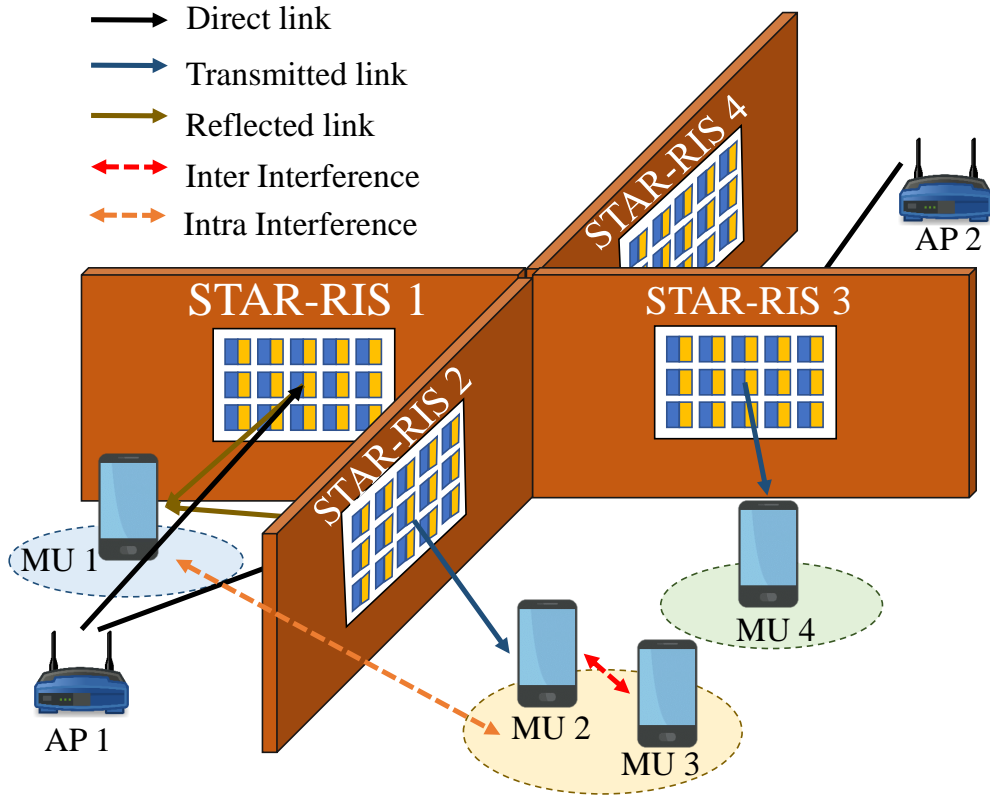 Direct link
Transmitted link
Reflected link
Inter Interference
Intra Interference
STAR-RIS 4
AP 2
STAR-RIS 1
STAR-RIS 3
STAR-RIS 2
MU 1
MU 4
AP 1
MU 2
MU 3